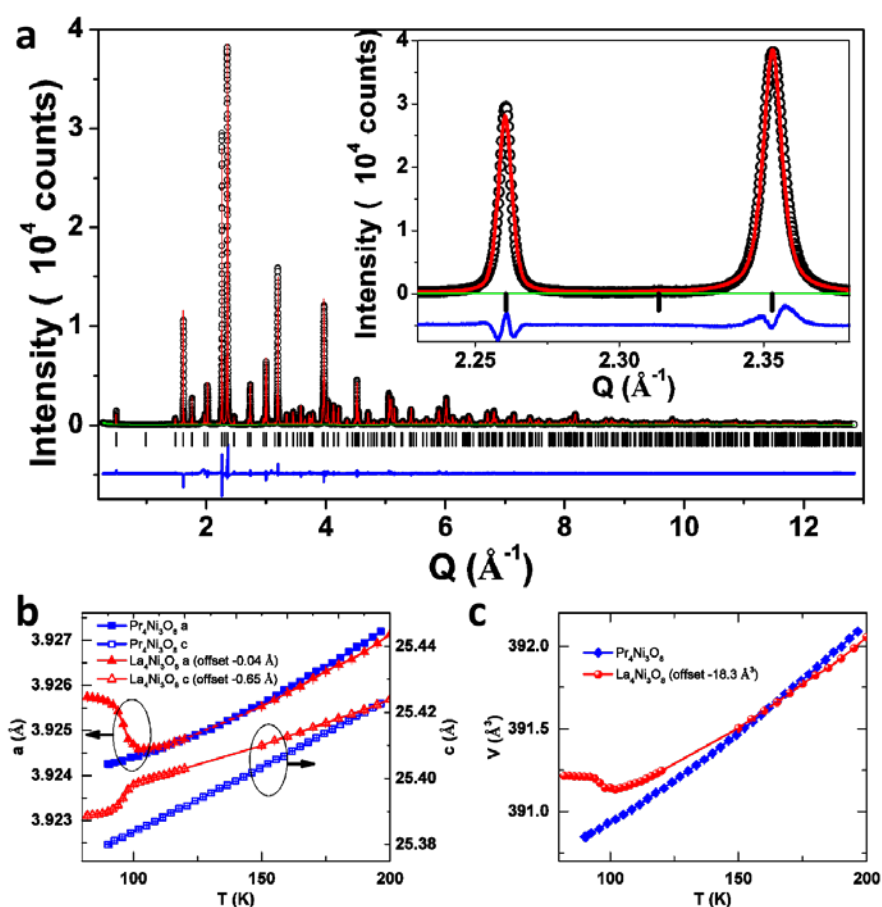 a
Intensity ( 10⁴ counts)
4
3
2
1
0
2 4 6 8 10 12
Q (Å⁻¹)
Intensity ( 10⁴ counts)
4
3
2
1
0
2.25 2.30 2.35
Q (Å⁻¹)
b
Pr₄Ni₃O₈ a
Pr₄Ni₃O₈ c
La₄Ni₃O₈ a (offset -0.04 Å)
La₄Ni₃O₈ c (offset -0.65 Å)
a (Å)
3.927
3.926
3.925
3.924
3.923
100 150 200
T (K)
25.44
25.42
25.40
25.38
c (Å)
c
Pr₄Ni₃O₈
La₄Ni₃O₈ (offset -18.3 Å³)
V (Å³)
392.0
391.5
391.0
100 150 200
T (K)